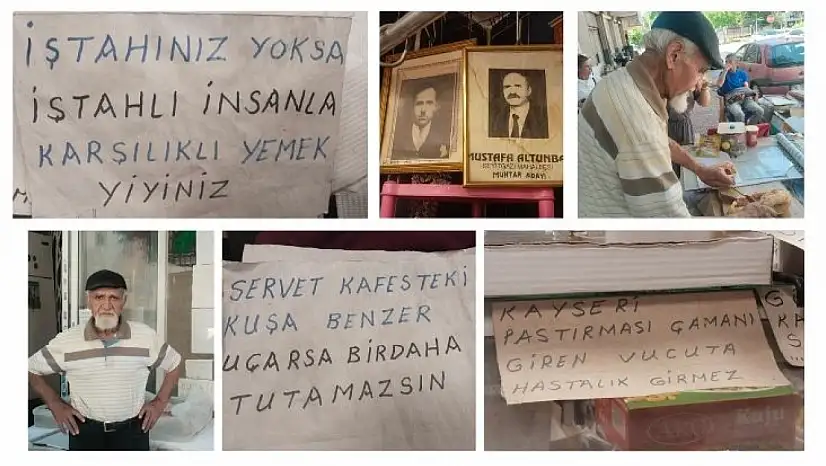 İŞTAHINIZ YOKSA
İŞTAHLI İNSANLA
KARŞILIKLI YEMEK
YİYİNİZ
MUSTAFA ALTUNBA
MUHTAR ADAYI
SERVET KAFESTEKİ
KUŞA BENZER
UÇARSA BİRDAHA
TUTAMAZSIN
KAYSERİ
PASTIRMASI ÇAMANI
GİREN VUCUTA
HASTALIK GİRMEZ